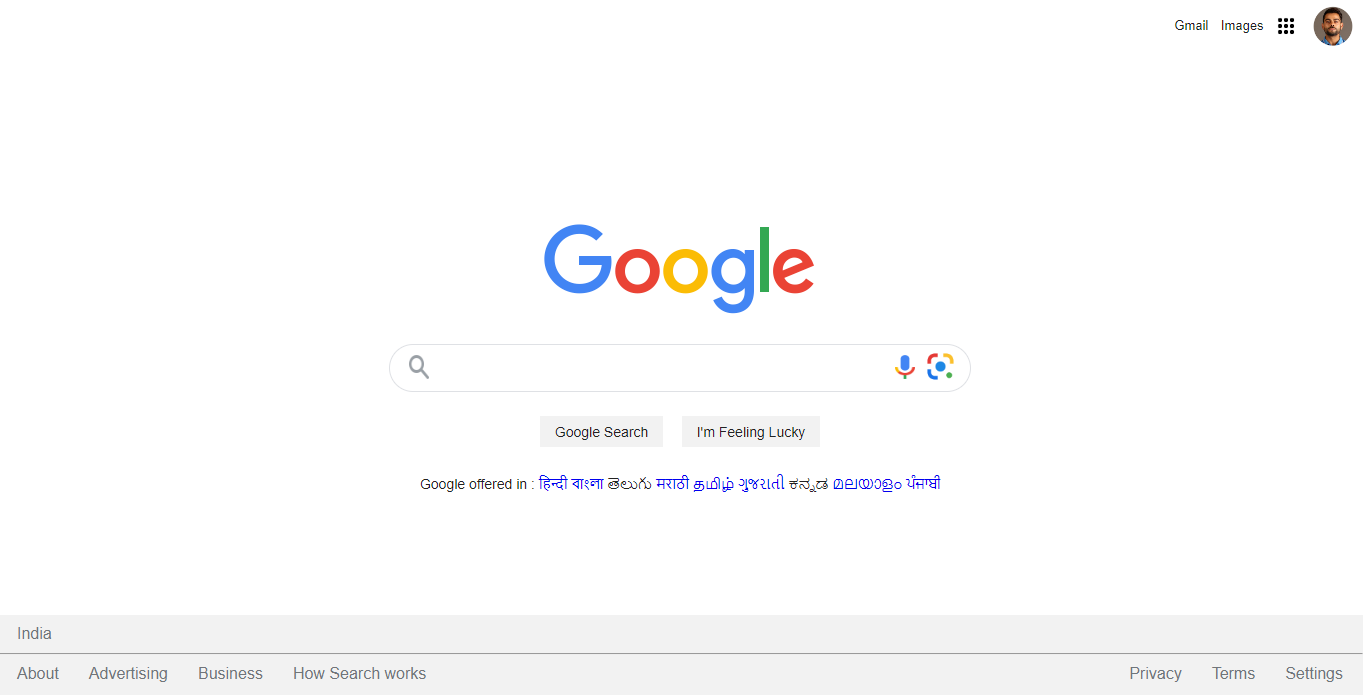 Gmail Images
Google
Google Search I'm Feeling Lucky
Google offered in : हिन्दी বাংলা తెలుగు मराठी தமிழ் ગુજરાતી ಕನ್ನಡ മലയാളം ਪੰਜਾਬੀ
India
About Advertising Business How Search works Privacy Terms Settings